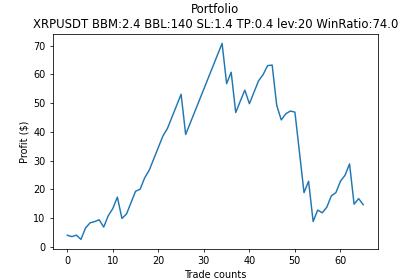 Portfolio
XRPUSDT BBM:2.4 BBL:140 SL:1.4 TP:0.4 lev:20 WinRatio:74.0
70
60
50
40
30
20
10
0
Profit ($)
0 10 20 30 40 50 60
Trade counts